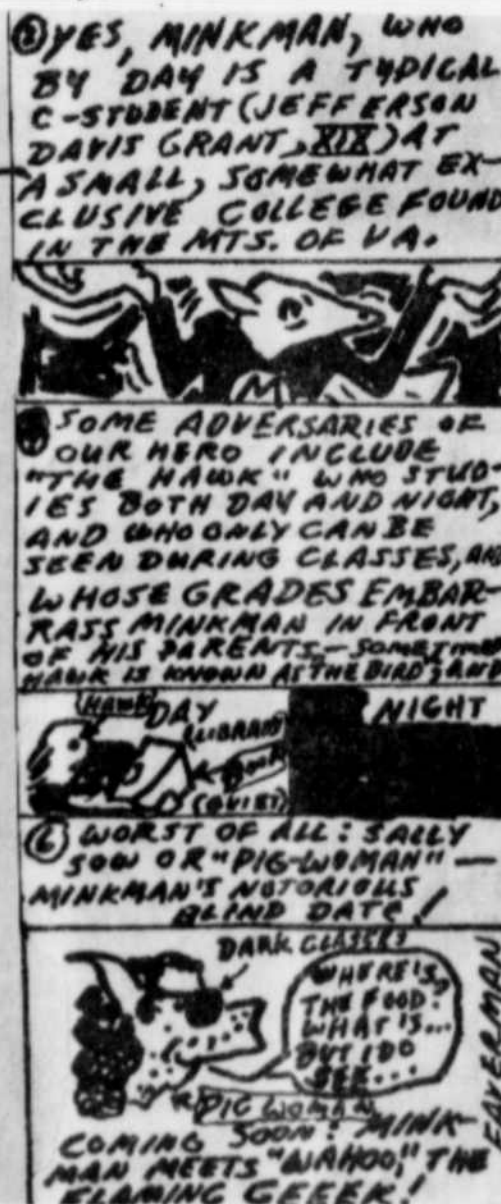 ② YES, MINKMAN, WHO
BY DAY IS A TYPICAL
C-STUDENT (JEFFERSON
DAVIS GRANT, XIX) AT
A SMALL, SOMEWHAT EX-
CLUSIVE COLLEGE FOUND
IN THE MTS. OF VA.
M
SOME ADVERSARIES OF
OUR HERO INCLUDE
"THE HAWK" WHO STUD-
IES BOTH DAY AND NIGHT,
AND WHO ONLY CAN BE
SEEN DURING CLASSES, AND
WHOSE GRADES EMBAR-
RASS MINKMAN IN FRONT
OF HIS PARENTS - SOMETIMES
HAWK IS KNOWN AS THE BIRD; AND
(HAWK) DAY
(LIBRARY)
BOOK
(QUIET)
NIGHT
⑥ WORST OF ALL: SALLY
SOW OR "PIG-WOMAN" —
MINKMAN'S NOTORIOUS
BLIND DATE!
DARK GLASSES
WHERE'S
THE FOOD?
WHAT IS...
BUT I DO
SEE...
PIG WOMAN
COMING SOON: MINK-
MAN MEETS "WAHOO," THE
FLAMING GEEEK!